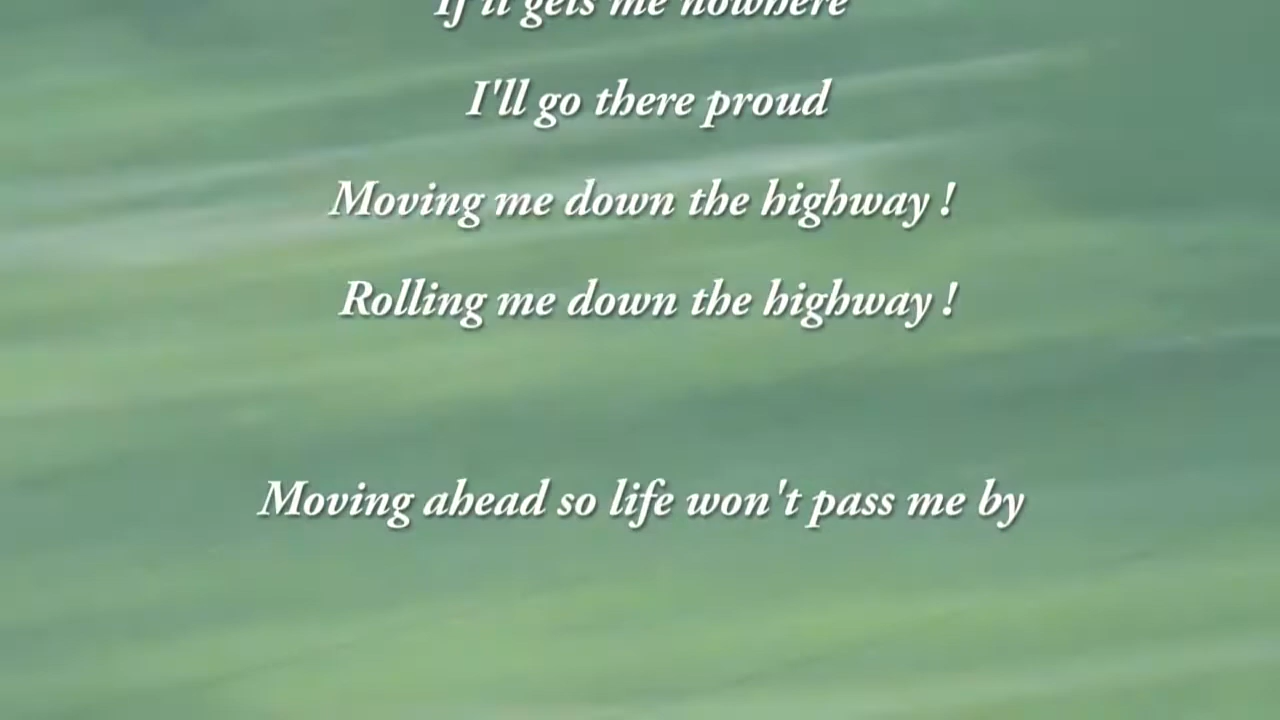 If it gets me nowhere
I'll go there proud
Moving me down the highway !
Rolling me down the highway !
Moving ahead so life won't pass me by